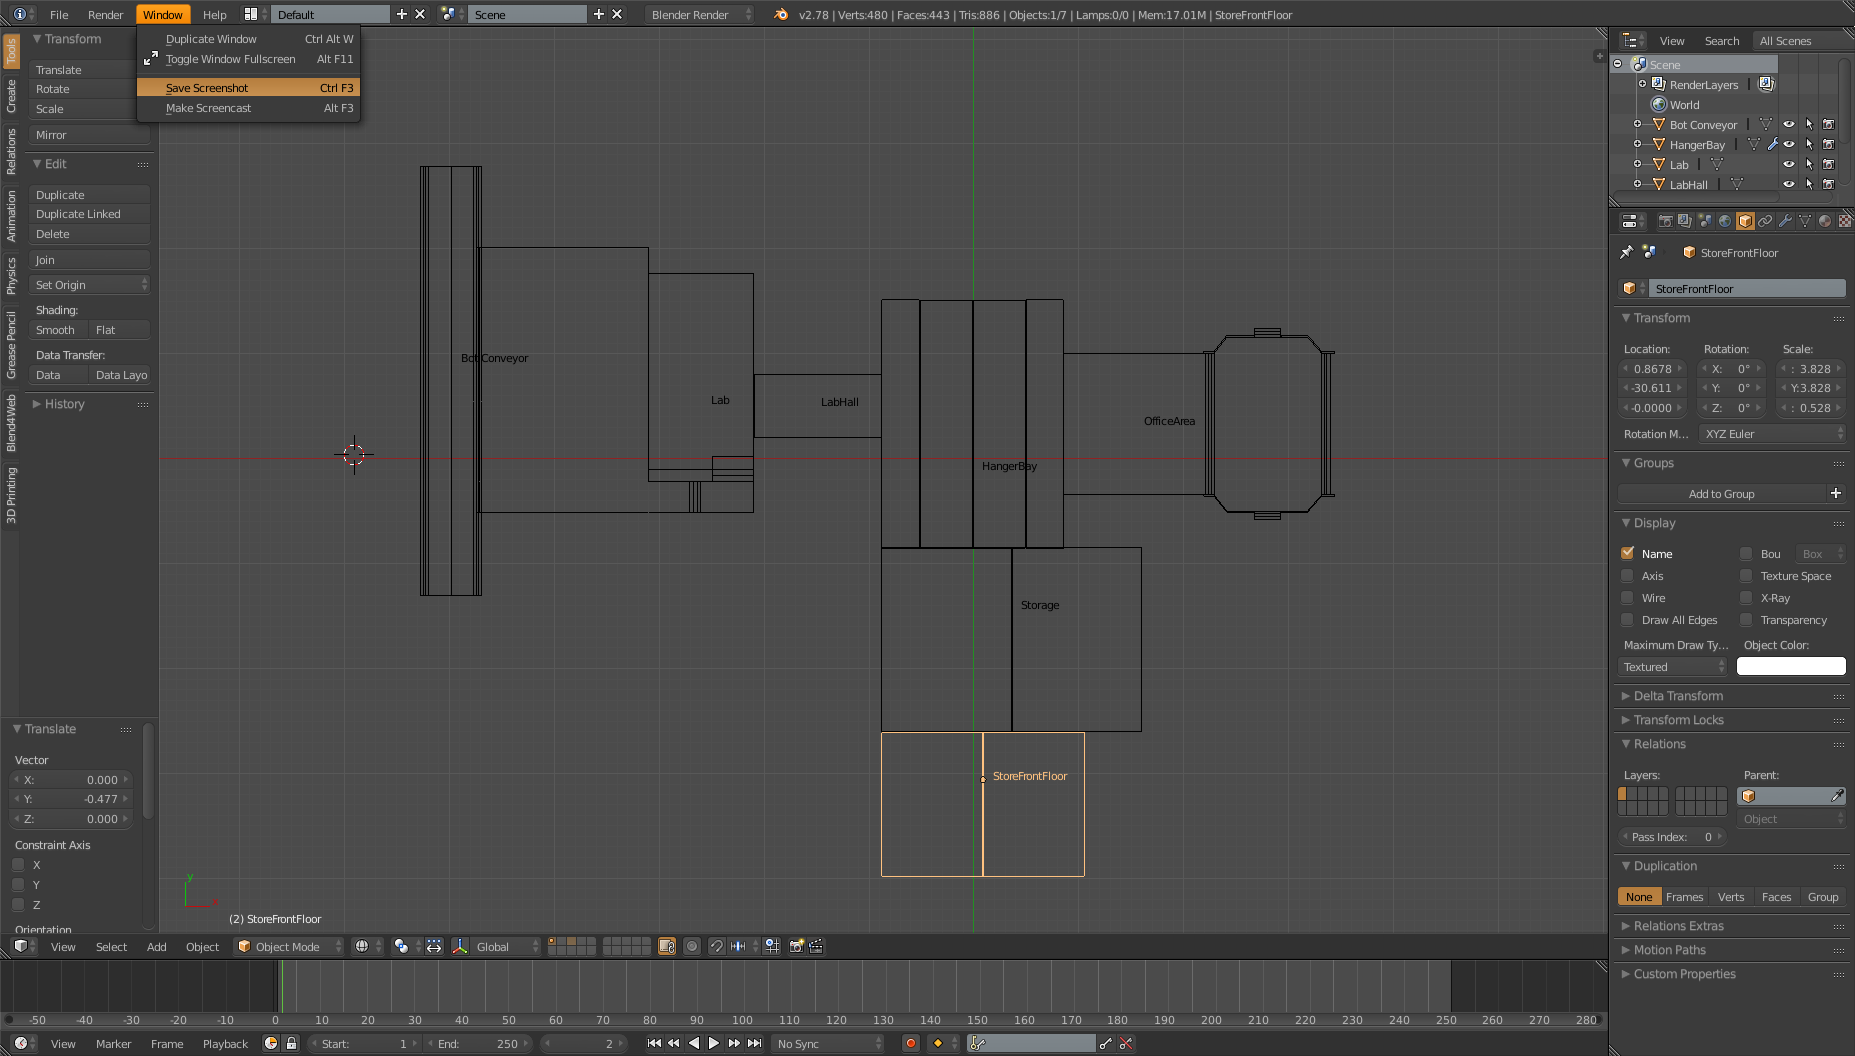 File Render Window Help Default Scene Blender Render v2.78 | Verts:480 | Faces:443 | Tris:886 | Objects:1/7 | Lamps:0/0 | Mem:17.01M | StoreFrontFloor
Duplicate Window Ctrl Alt W
Toggle Window Fullscreen Alt F11
Save Screenshot Ctrl F3
Make Screencast Alt F3
Tools
Create
Relations
Animation
Physics
Grease Pencil
Blend4Web
3D Printing
Transform
Translate
Rotate
Scale
Mirror
Edit
Duplicate
Duplicate Linked
Delete
Join
Set Origin
Shading:
Smooth Flat
Data Transfer:
Data Data Layo
History
Translate
Vector
X: 0.000
Y: -0.477
Z: 0.000
Constraint Axis
X
Y
Z
Orientation
Bot Conveyor
Lab
LabHall
OfficeArea
HangerBay
Storage
StoreFrontFloor
y
(2) StoreFrontFloor
View Select Add Object Object Mode Global
-50 -40 -30 -20 -10 0 10 20 30 40 50 60 70 80 90 100 110 120 130 140 150 160 170 180 190 200 210 220 230 240 250 260 270 280
View Marker Frame Playback Start: 1 End: 250 2 No Sync
View Search All Scenes
Scene
RenderLayers |
World
Bot Conveyor |
HangerBay |
Lab |
LabHall |
StoreFrontFloor
StoreFrontFloor
Transform
Location: Rotation: Scale:
0.8678 X: 0° : 3.828
-30.611 Y: 0° Y:3.828
-0.0000 Z: 0° : 0.528
Rotation M... XYZ Euler
Groups
Add to Group
Display
Name Bou Box
Axis Texture Space
Wire X-Ray
Draw All Edges Transparency
Maximum Draw Ty... Object Color:
Textured
Delta Transform
Transform Locks
Relations
Layers: Parent:
Object
Pass Index: 0
Duplication
None Frames Verts Faces Group
Relations Extras
Motion Paths
Custom Properties